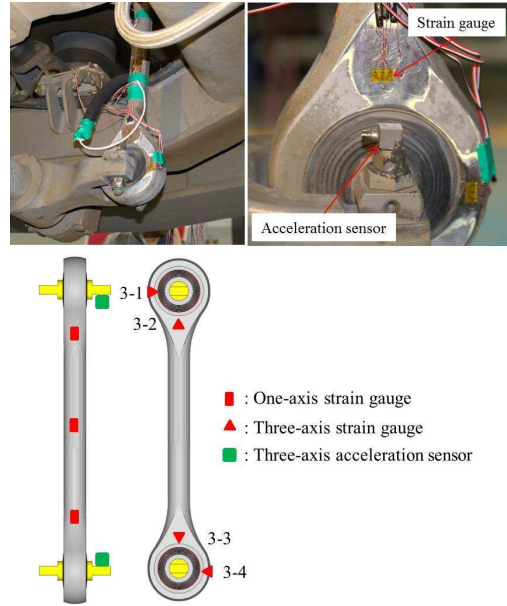 Strain gauge
Acceleration sensor
3-1
3-2
: One-axis strain gauge
: Three-axis strain gauge
: Three-axis acceleration sensor
3-3
3-4